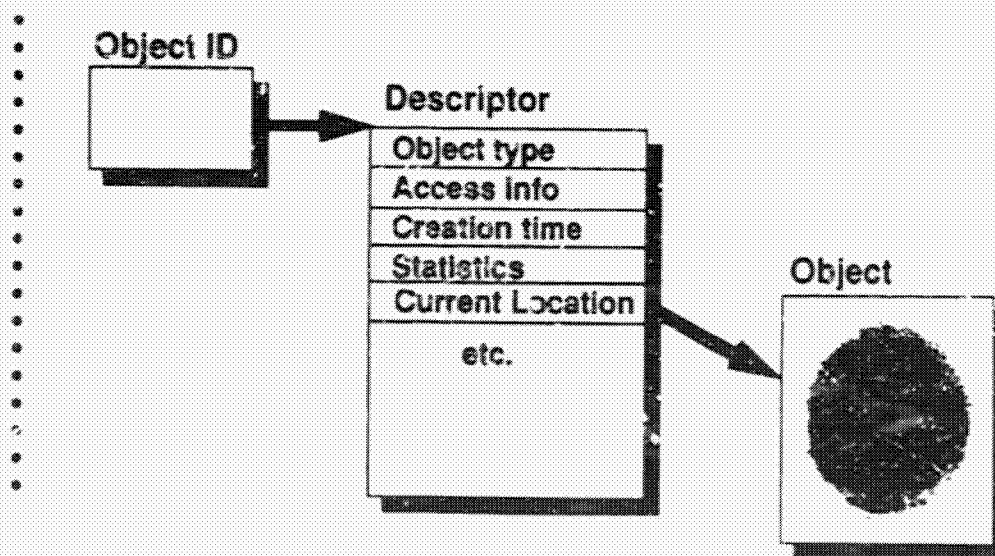 Object ID
Descriptor
Object type
Access info
Creation time
Statistics
Current Location
etc.
Object